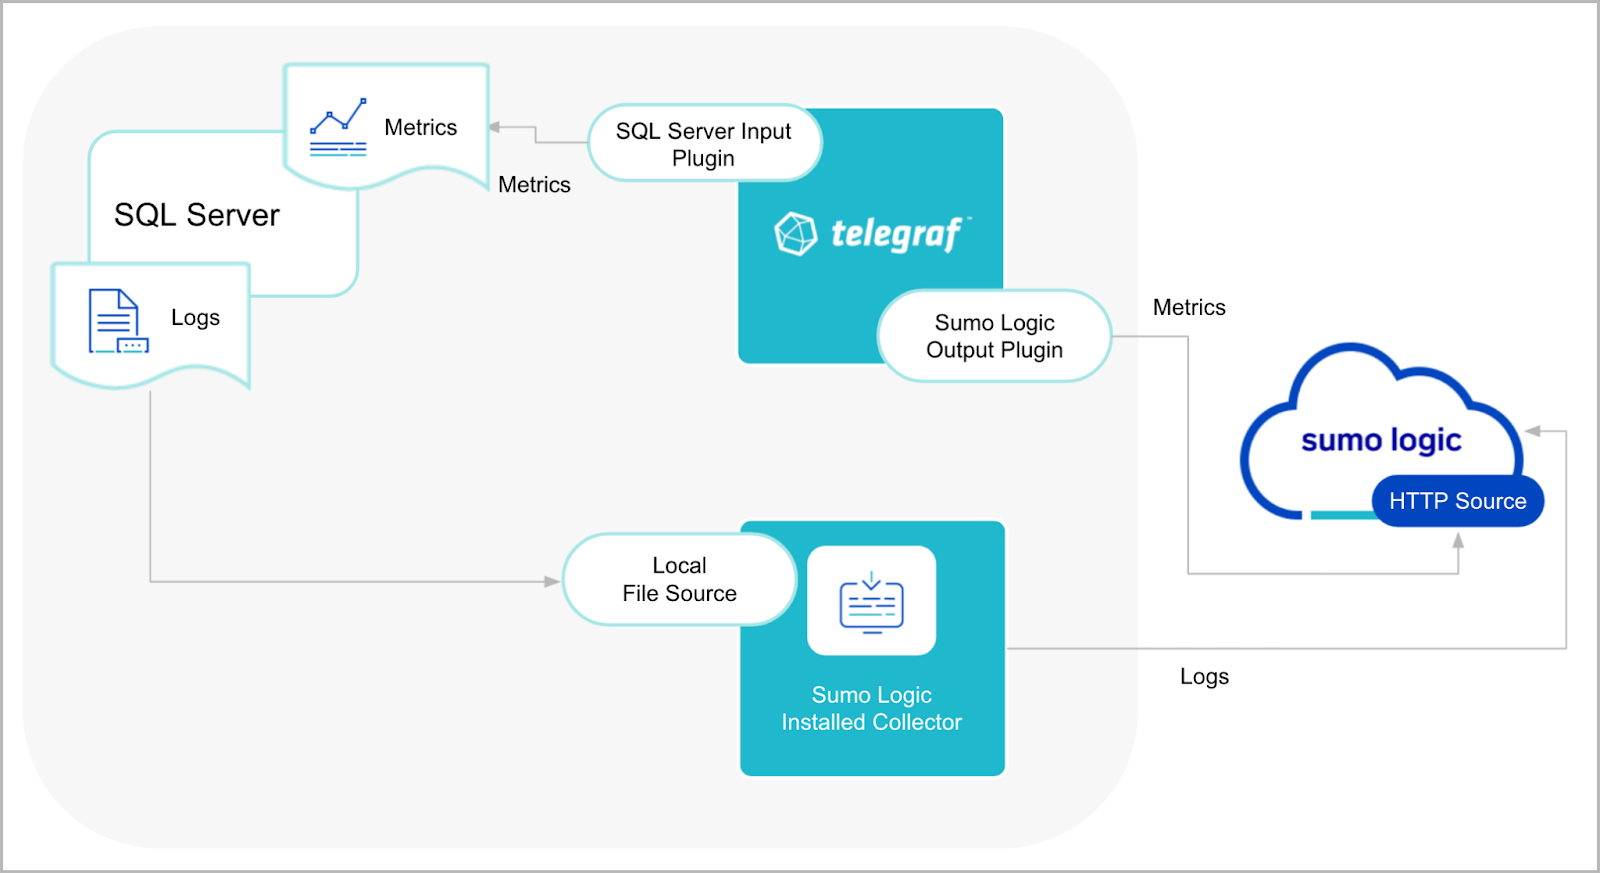 Metrics
SQL Server Input
Plugin
Metrics
SQL Server
telegraf™
Logs
Sumo Logic
Output Plugin
Metrics
sumo logic
HTTP Source
Local
File Source
Sumo Logic
Installed Collector
Logs